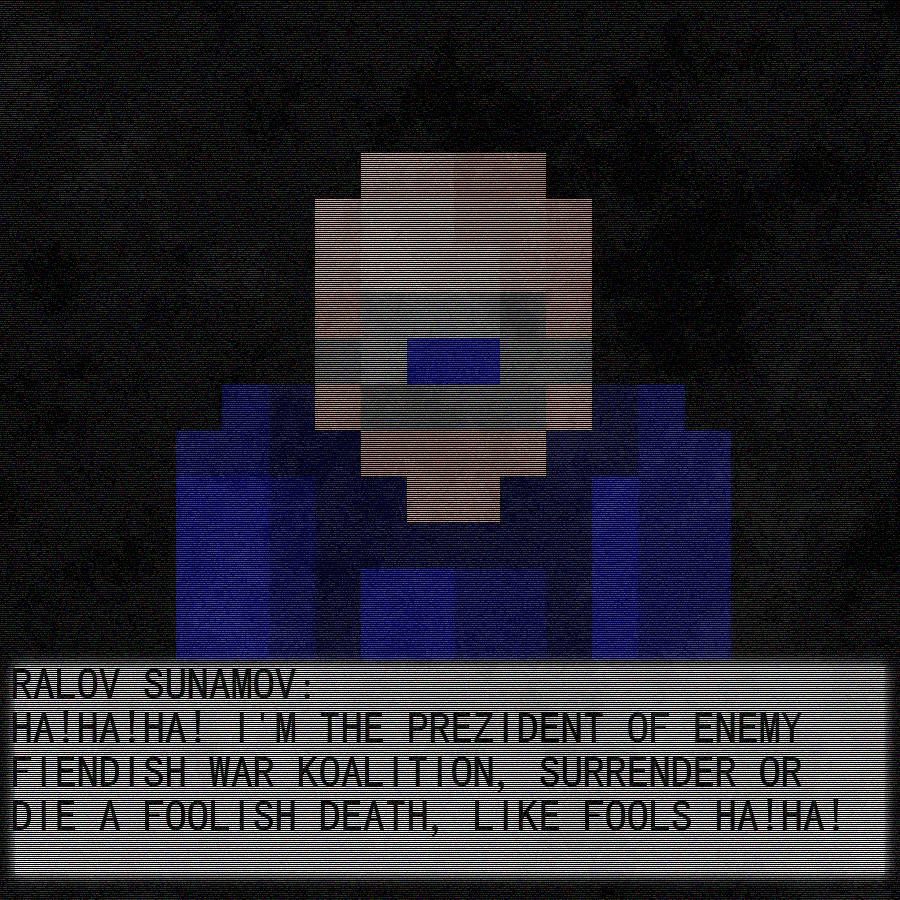 RALOV SUNAMOV:
HA!HA!HA! I'M THE PREZIDENT OF ENEMY
FIENDISH WAR KOALITION, SURRENDER OR
DIE A FOOLISH DEATH, LIKE FOOLS HA!HA!